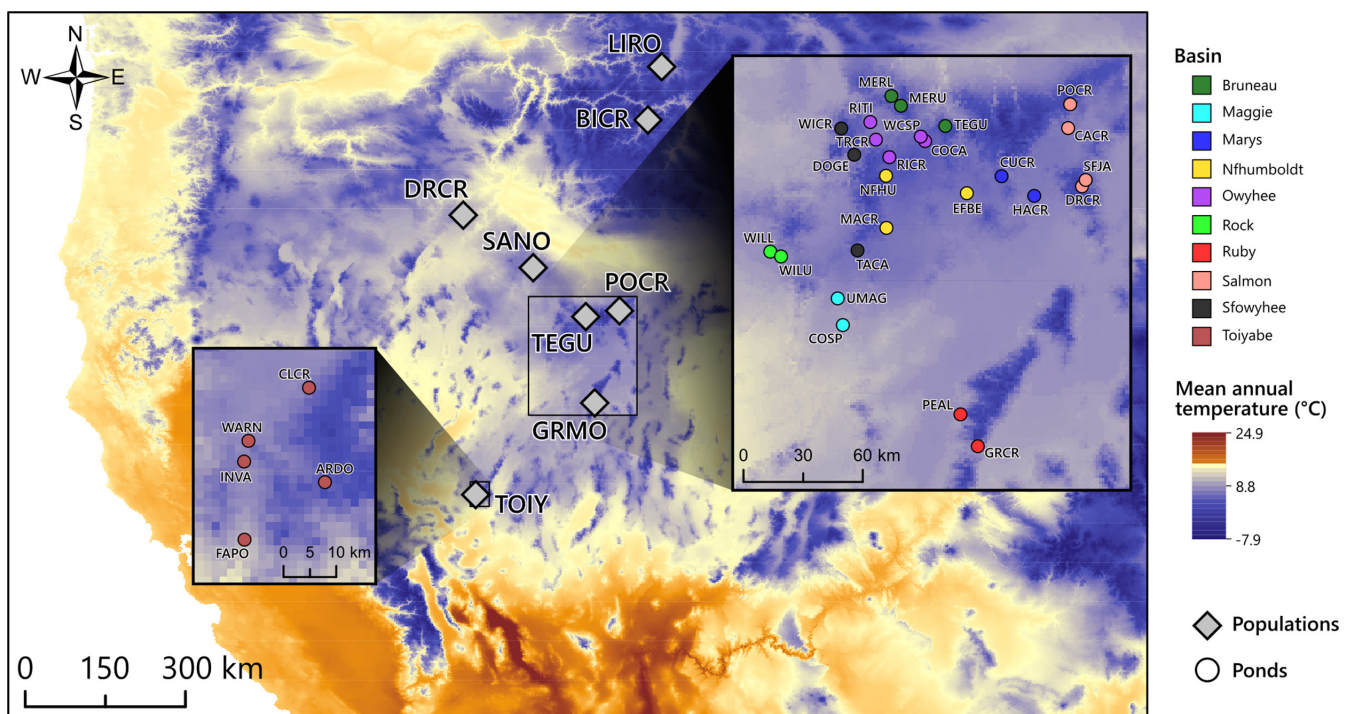 N
W E
S
LIRO
BICR
DRCR
SANO
POCR
TEGU
GRMO
TOIY
CLCR
WARN
INVA
ARDO
FAPO
0 5 10 km
0 150 300 km
MERL
MERU
POCR
RITI
WICR
WCSP
TEGU
TRCR
COCA
CACR
DOGE
RICR
CUCR
SFJA
NFHU
EFBE
HACR
DRCR
MACR
WILL
WILU
TACA
UMAG
COSP
PEAL
GRCR
0 30 60 km
Basin
Bruneau
Maggie
Marys
Nfhumboldt
Owyhee
Rock
Ruby
Salmon
Sfowyhee
Toiyabe
Mean annual
temperature (°C)
24.9
8.8
-7.9
Populations
Ponds